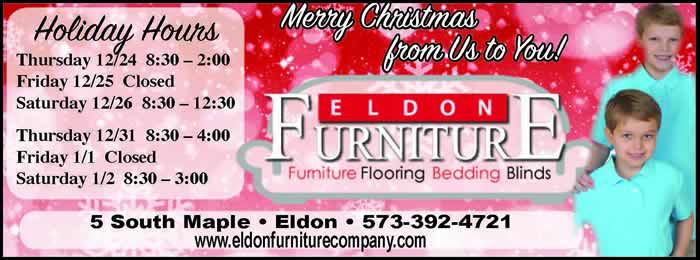 Holiday Hours
Thursday 12/24 8:30 – 2:00
Friday 12/25 Closed
Saturday 12/26 8:30 – 12:30
Thursday 12/31 8:30 – 4:00
Friday 1/1 Closed
Saturday 1/2 8:30 – 3:00
Merry Christmas
from Us to You!
ELDON
FURNITURE
Furniture Flooring Bedding Blinds
5 South Maple • Eldon • 573-392-4721
www.eldonfurniturecompany.com